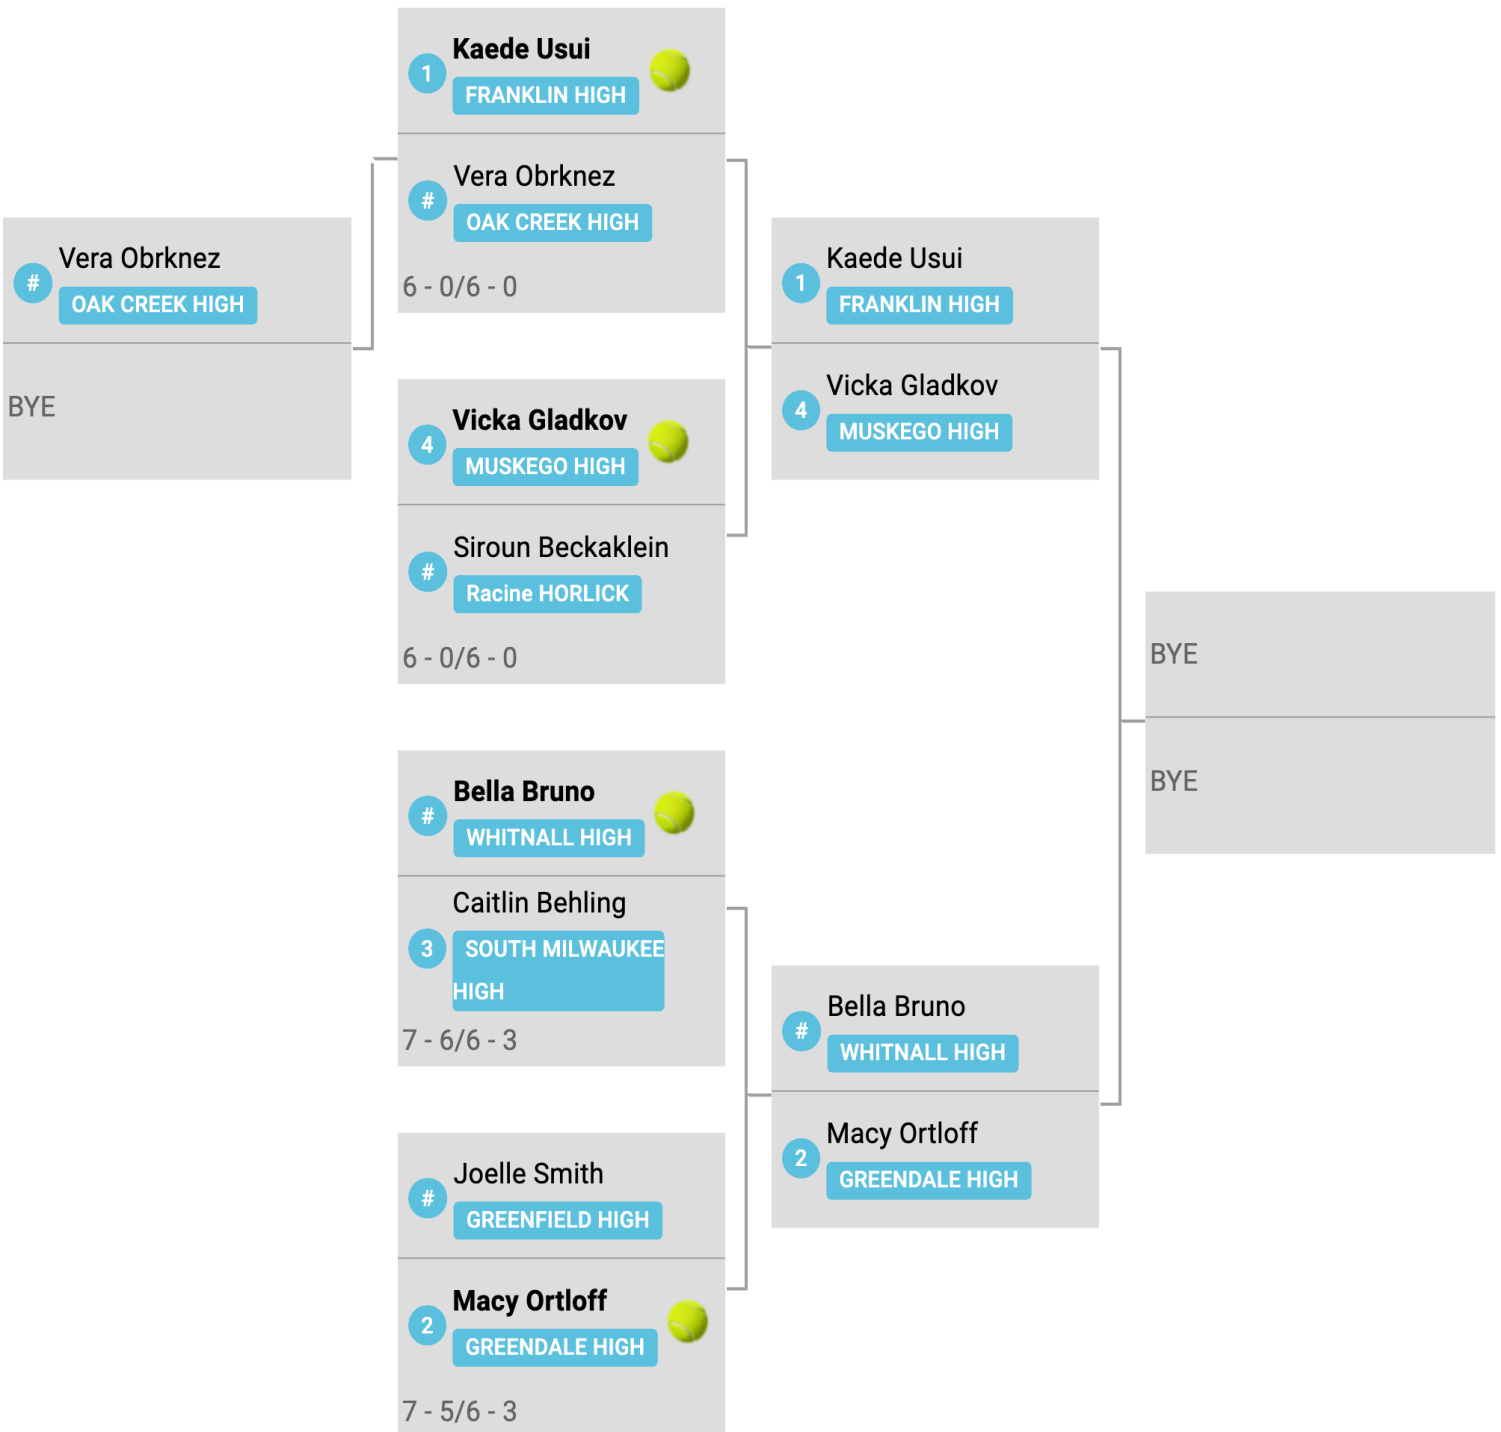 #
Vera Obrknez
OAK CREEK HIGH
BYE
1
Kaede Usui
FRANKLIN HIGH
#
Vera Obrknez
OAK CREEK HIGH
6 - 0/6 - 0
4
Vicka Gladkov
MUSKEGO HIGH
#
Siroun Beckaklein
Racine HORLICK
6 - 0/6 - 0
#
Bella Bruno
WHITNALL HIGH
3
Caitlin Behling
SOUTH MILWAUKEE
HIGH
7 - 6/6 - 3
#
Joelle Smith
GREENFIELD HIGH
2
Macy Ortloff
GREENDALE HIGH
7 - 5/6 - 3
1
Kaede Usui
FRANKLIN HIGH
4
Vicka Gladkov
MUSKEGO HIGH
#
Bella Bruno
WHITNALL HIGH
2
Macy Ortloff
GREENDALE HIGH
BYE
BYE